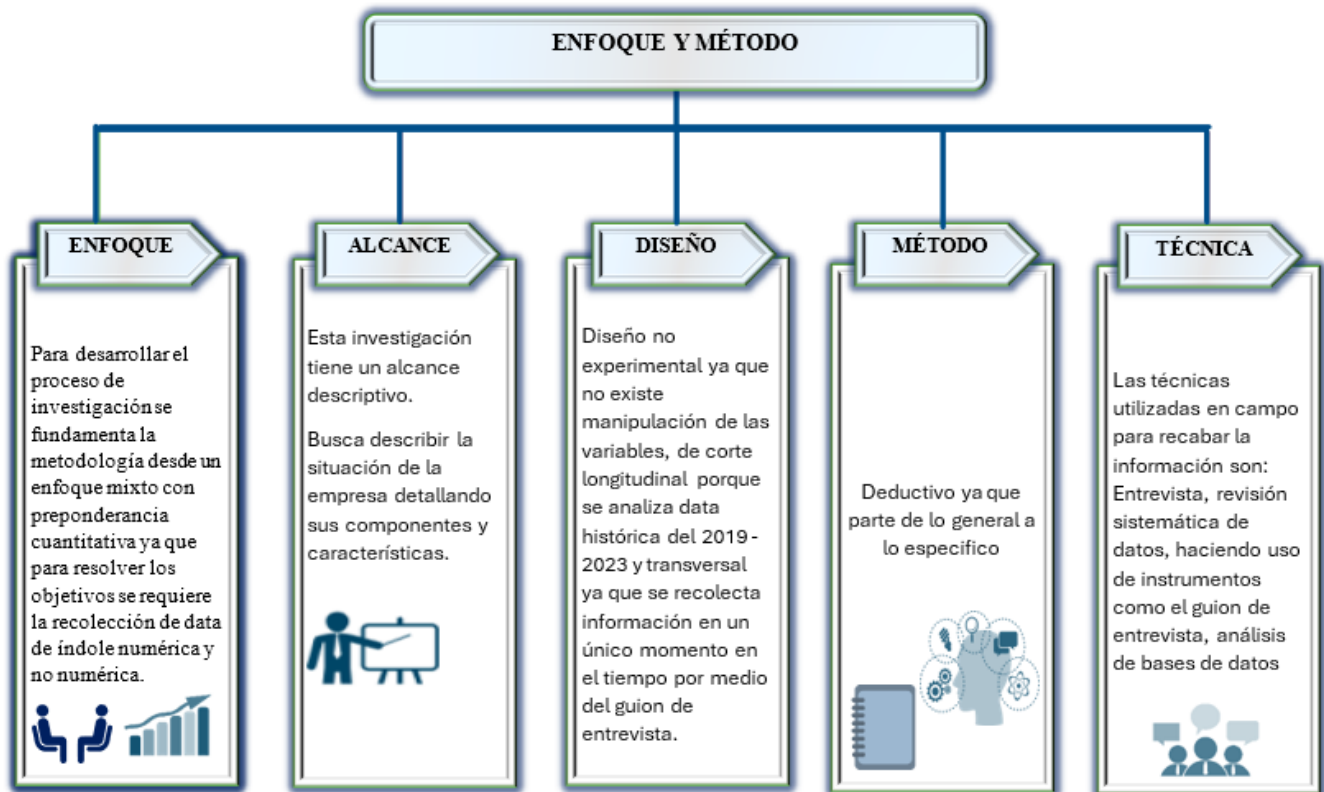 ENFOQUE Y MÉTODO
ENFOQUE
Para desarrollar el
proceso de
investigación se
fundamenta la
metodología desde un
enfoque mixto con
preponderancia
cuantitativa ya que
para resolver los
objetivos se requiere
la recolección de data
de índole numérica y
no numérica.
ALCANCE
Esta investigación
tiene un alcance
descriptivo.
Busca describir la
situación de la
empresa detallando
sus componentes y
características.
DISEÑO
Diseño no
experimental ya que
no existe
manipulación de las
variables, de corte
longitudinal porque
se analiza data
histórica del 2019-
2023 y transversal
ya que se recolecta
información en un
único momento en
el tiempo por medio
del guion de
entrevista.
MÉTODO
Deductivo ya que
parte de lo general a
lo especifico
TÉCNICA
Las técnicas
utilizadas en campo
para recabar la
información son:
Entrevista, revisión
sistemática de
datos, haciendo uso
de instrumentos
como el guion de
entrevista, análisis
de bases de datos